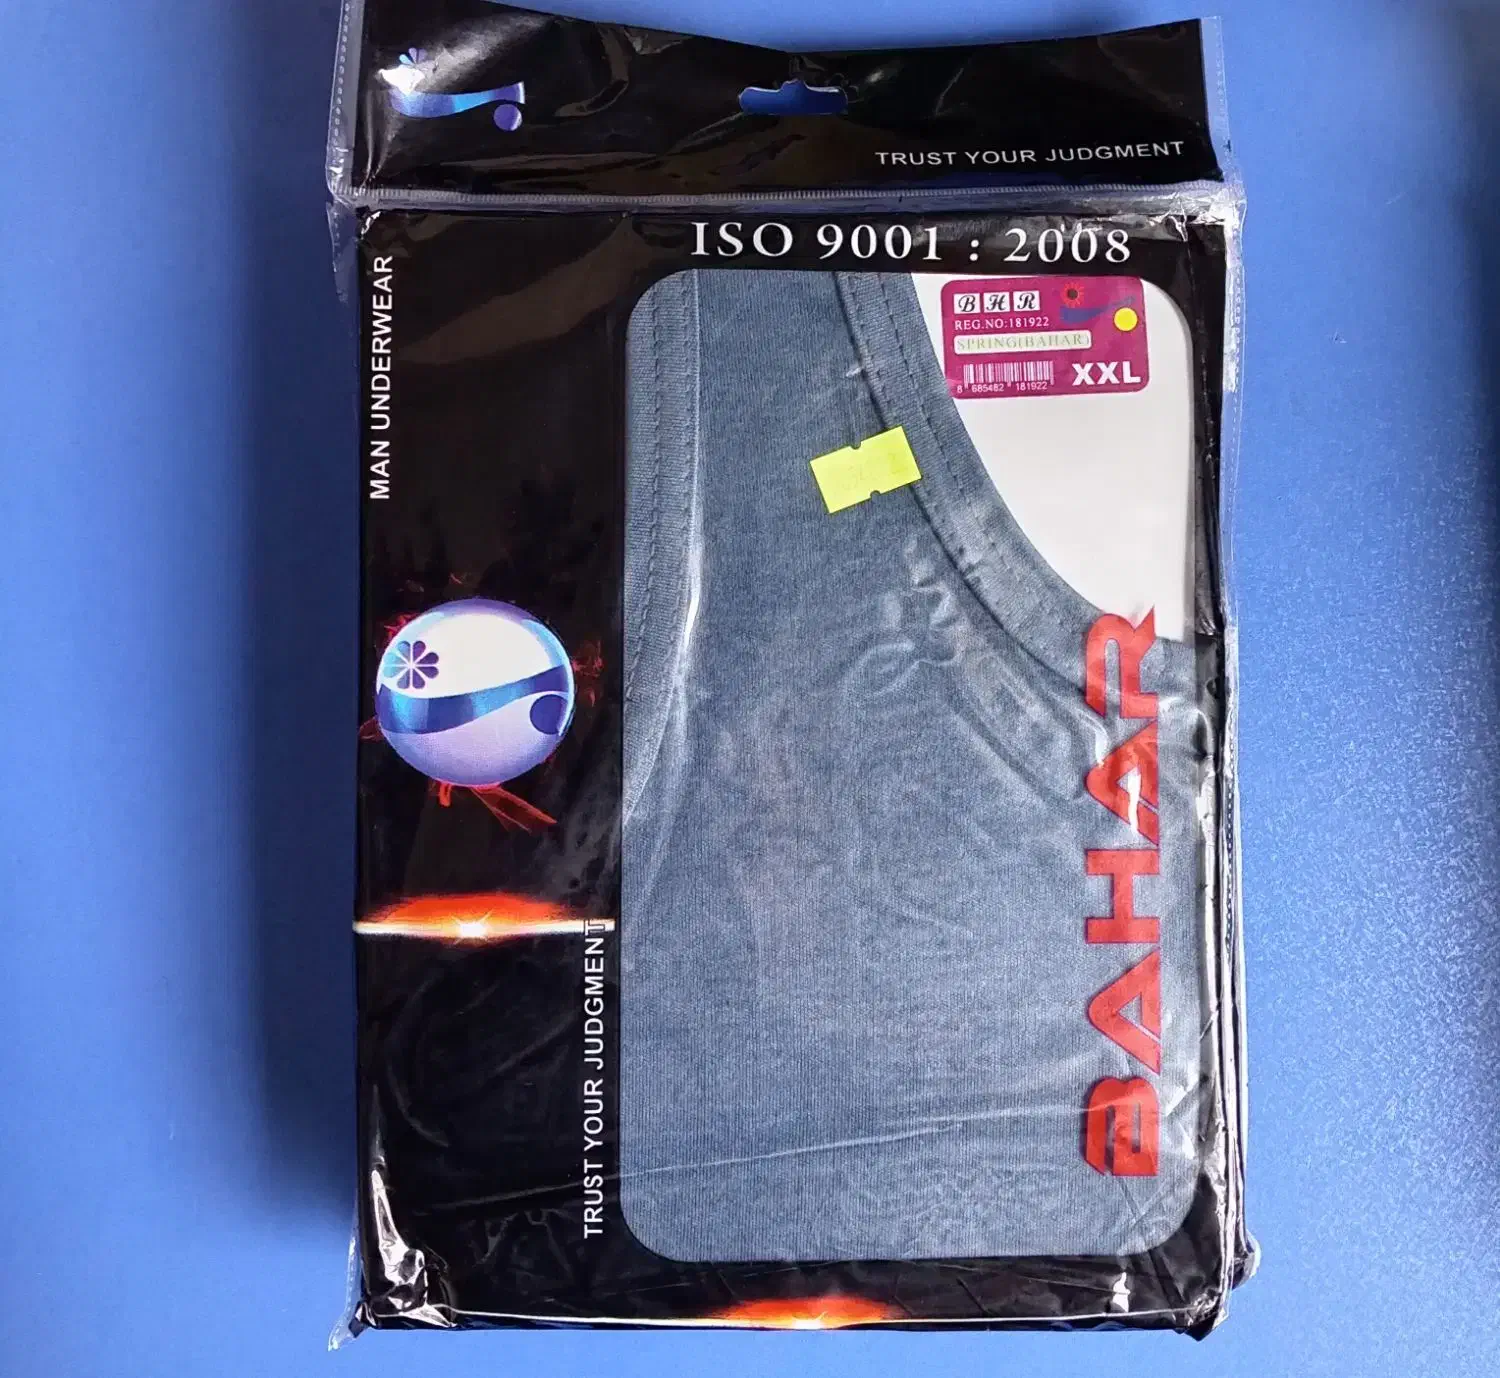 TRUST YOUR JUDGMENT
ISO 9001 : 2008
MAN UNDERWEAR
B H R
REG.NO:181922
SPRING(BAHAR)
8 685482 181922
XXL
BAHAR
TRUST YOUR JUDGMENT